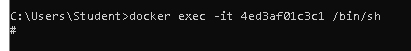 C:\Users\Student>docker exec -it 4ed3af01c3c1 /bin/sh
#